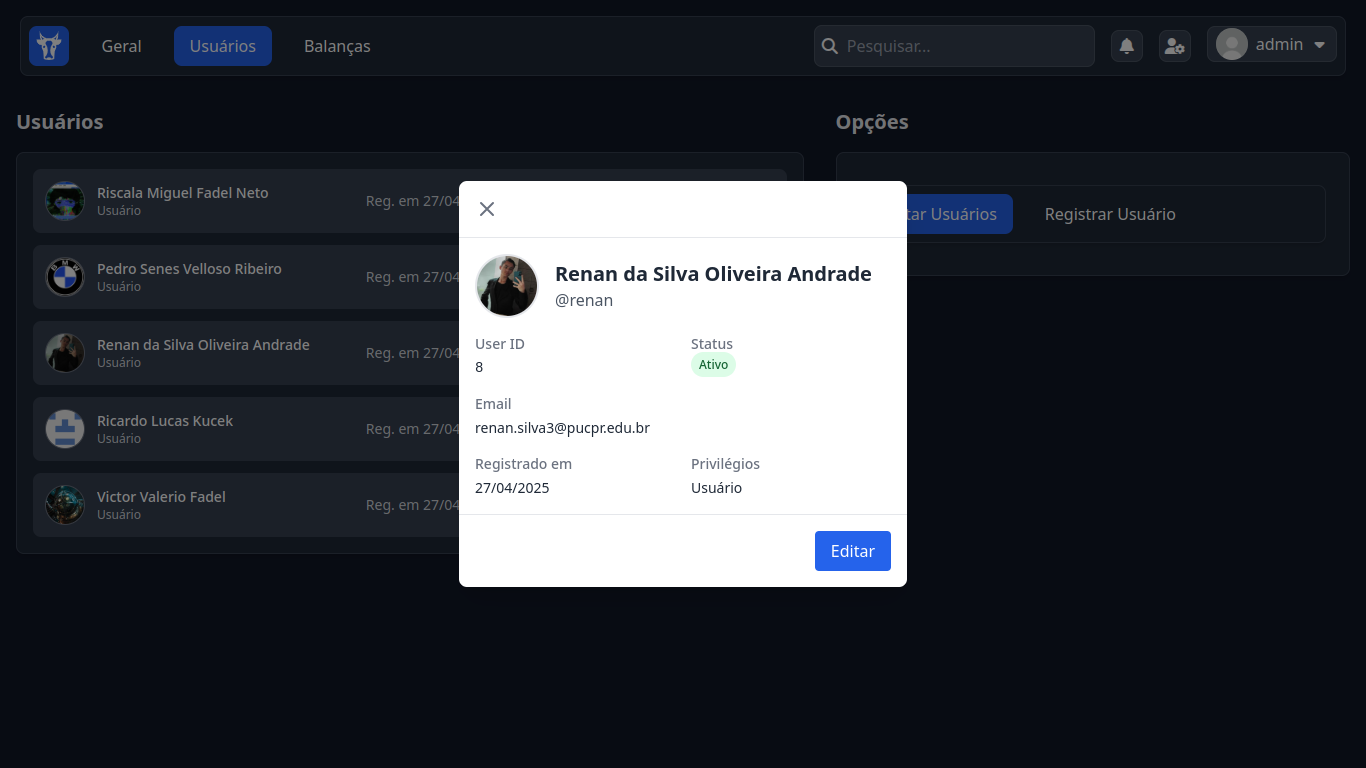 Geral
Usuários
Balanças
Pesquisar...
admin
Usuários
Opções
Riscala Miguel Fadel Neto
Usuário
Reg. em 27/04
Pedro Senes Velloso Ribeiro
Usuário
Reg. em 27/04
Renan da Silva Oliveira Andrade
Usuário
Reg. em 27/04
Ricardo Lucas Kucek
Usuário
Reg. em 27/04
Victor Valerio Fadel
Usuário
Reg. em 27/04
tar Usuários
Registrar Usuário
BMW
Renan da Silva Oliveira Andrade
@renan
User ID
8
Status
Ativo
Email
renan.silva3@pucpr.edu.br
Registrado em
27/04/2025
Privilégios
Usuário
Editar